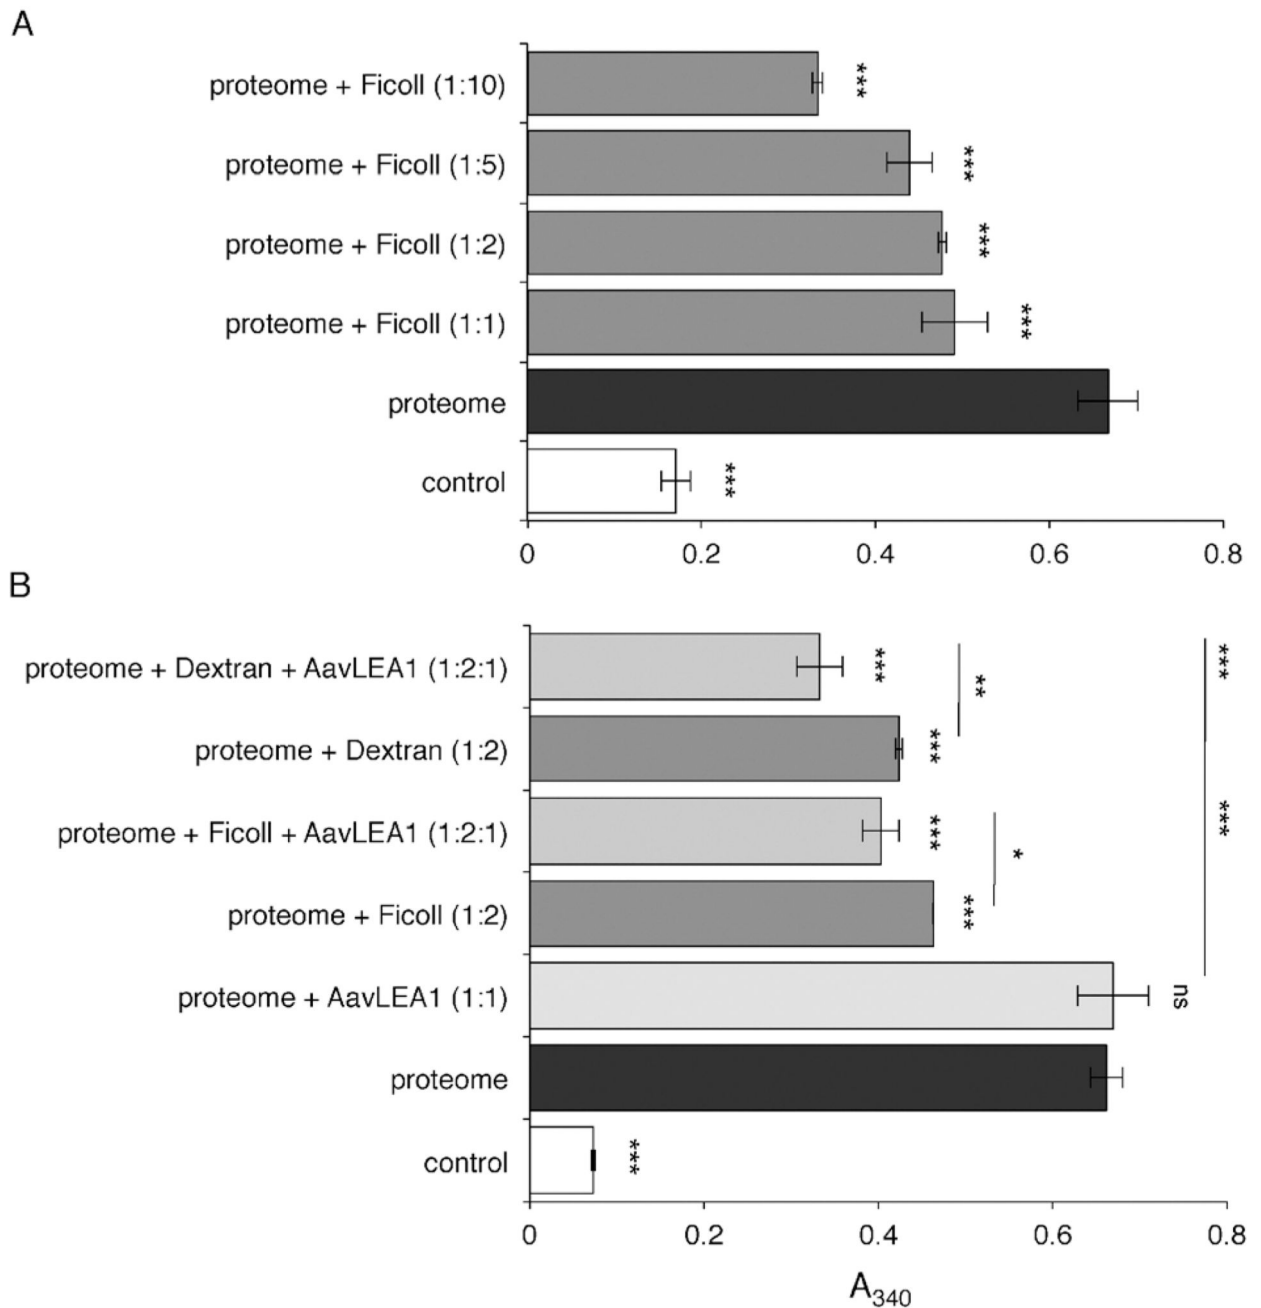 A
proteome + Ficoll (1:10) ***
proteome + Ficoll (1:5) ***
proteome + Ficoll (1:2) ***
proteome + Ficoll (1:1) ***
proteome
control ***
0 0.2 0.4 0.6 0.8
B
proteome + Dextran + AavLEA1 (1:2:1) *** ** ***
proteome + Dextran (1:2) ***
proteome + Ficoll + AavLEA1 (1:2:1) *** * ***
proteome + Ficoll (1:2) ***
proteome + AavLEA1 (1:1) ns
proteome
control ***
0 0.2 0.4 0.6 0.8
A340